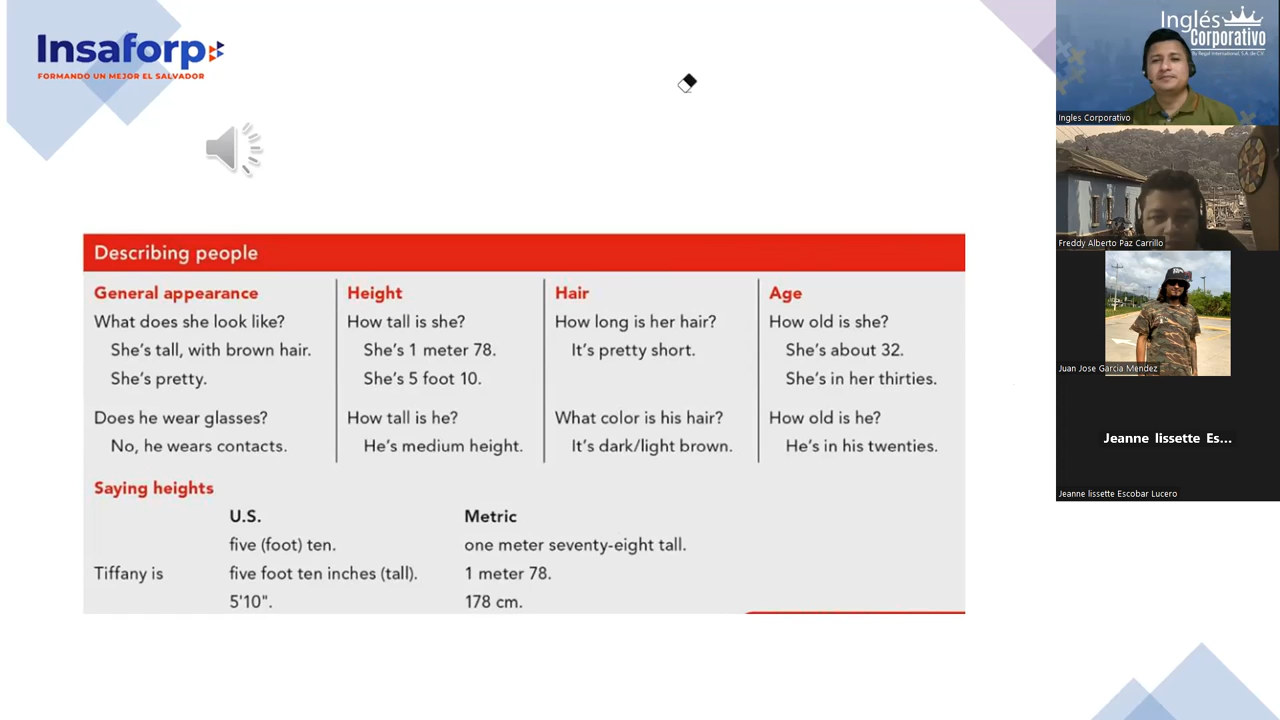 Insaforp
FORMANDO UN MEJOR EL SALVADOR
Describing people
General appearance
What does she look like?
She's tall, with brown hair.
She's pretty.
Does he wear glasses?
No, he wears contacts.
Height
How tall is she?
She's 1 meter 78.
She's 5 foot 10.
How tall is he?
He's medium height.
Hair
How long is her hair?
It's pretty short.
What color is his hair?
It's dark/light brown.
Age
How old is she?
She's about 32.
She's in her thirties.
How old is he?
He's in his twenties.
Saying heights
U.S.
Metric
five (foot) ten.
one meter seventy-eight tall.
Tiffany is
five foot ten inches (tall).
1 meter 78.
5'10".
178 cm.
Inglés
Corporativo
Ingles Corporativo
Freddy Alberto Paz Carrillo
Juan Jose Garcia Mendez
Jeanne lissette Es...
Jeanne lissette Escobar Lucero